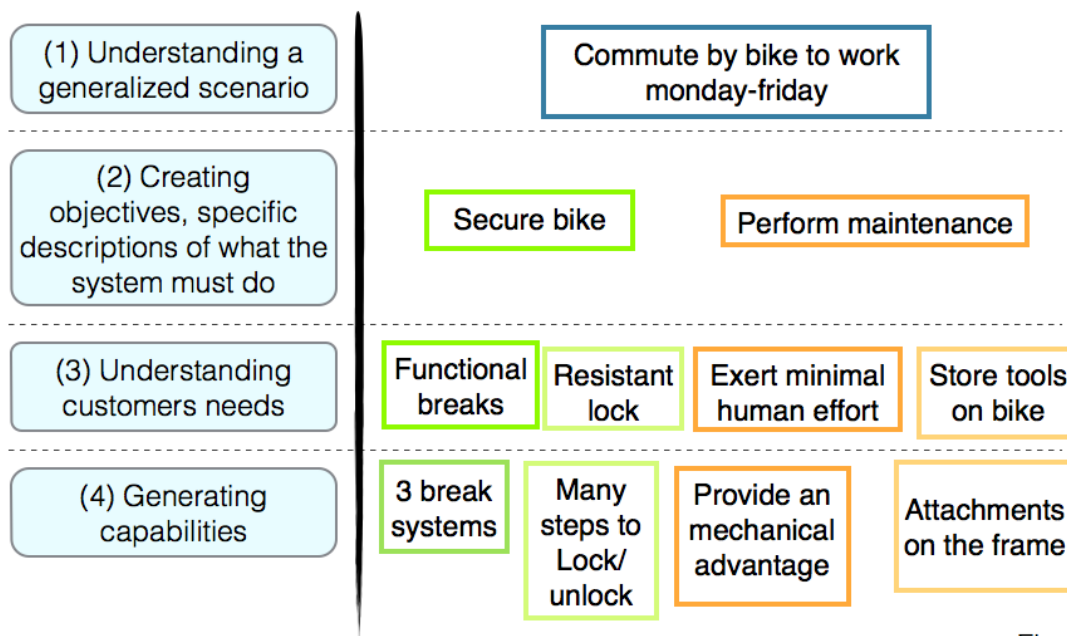 (1) Understanding a
generalized scenario
Commute by bike to work
monday-friday
(2) Creating
objectives, specific
descriptions of what the
system must do
Secure bike
Perform maintenance
(3) Understanding
customers needs
Functional
breaks
Resistant
lock
Exert minimal
human effort
Store tools
on bike
(4) Generating
capabilities
3 break
systems
Many
steps to
Lock/
unlock
Provide an
mechanical
advantage
Attachments
on the frame